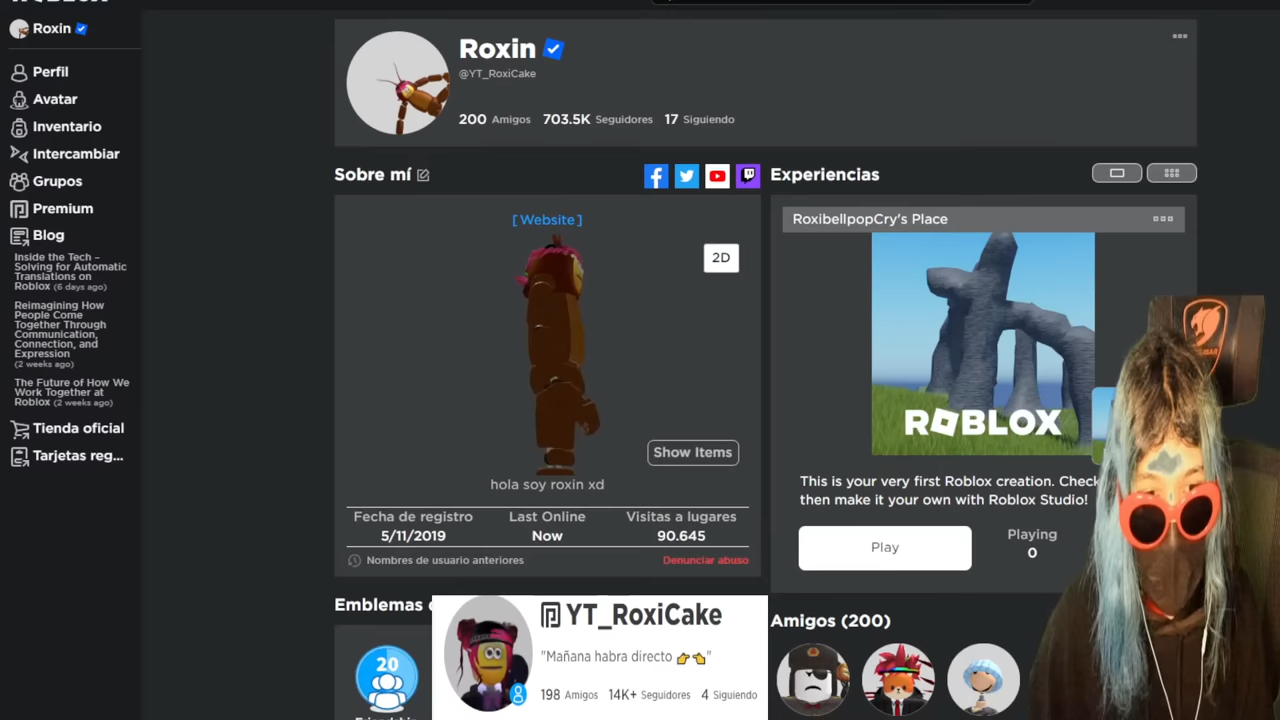 Roxin
Perfil
Avatar
Inventario
Intercambiar
Grupos
Premium
Blog
Inside the Tech –
Solving for Automatic
Translations on
Roblox (6 days ago)
Reimagining How
People Come
Together Through
Communication,
Connection, and
Expression
(2 weeks ago)
The Future of How We
Work Together at
Roblox (2 weeks ago)
Tienda oficial
Tarjetas reg...
Roxin
@YT_RoxiCake
200 Amigos 703.5K Seguidores 17 Siguiendo
Sobre mí
[ Website ]
2D
Show Items
hola soy roxin xd
Fecha de registro Last Online Visitas a lugares
5/11/2019 Now 90.645
Nombres de usuario anteriores Denunciar abuso
Experiencias
RoxibellpopCry's Place
ROBLOX
This is your very first Roblox creation. Check
then make it your own with Roblox Studio!
Play
Playing
0
Emblemas
20
YT_RoxiCake
"Mañana habra directo 👉👈"
198 Amigos 14K+ Seguidores 4 Siguiendo
Amigos (200)